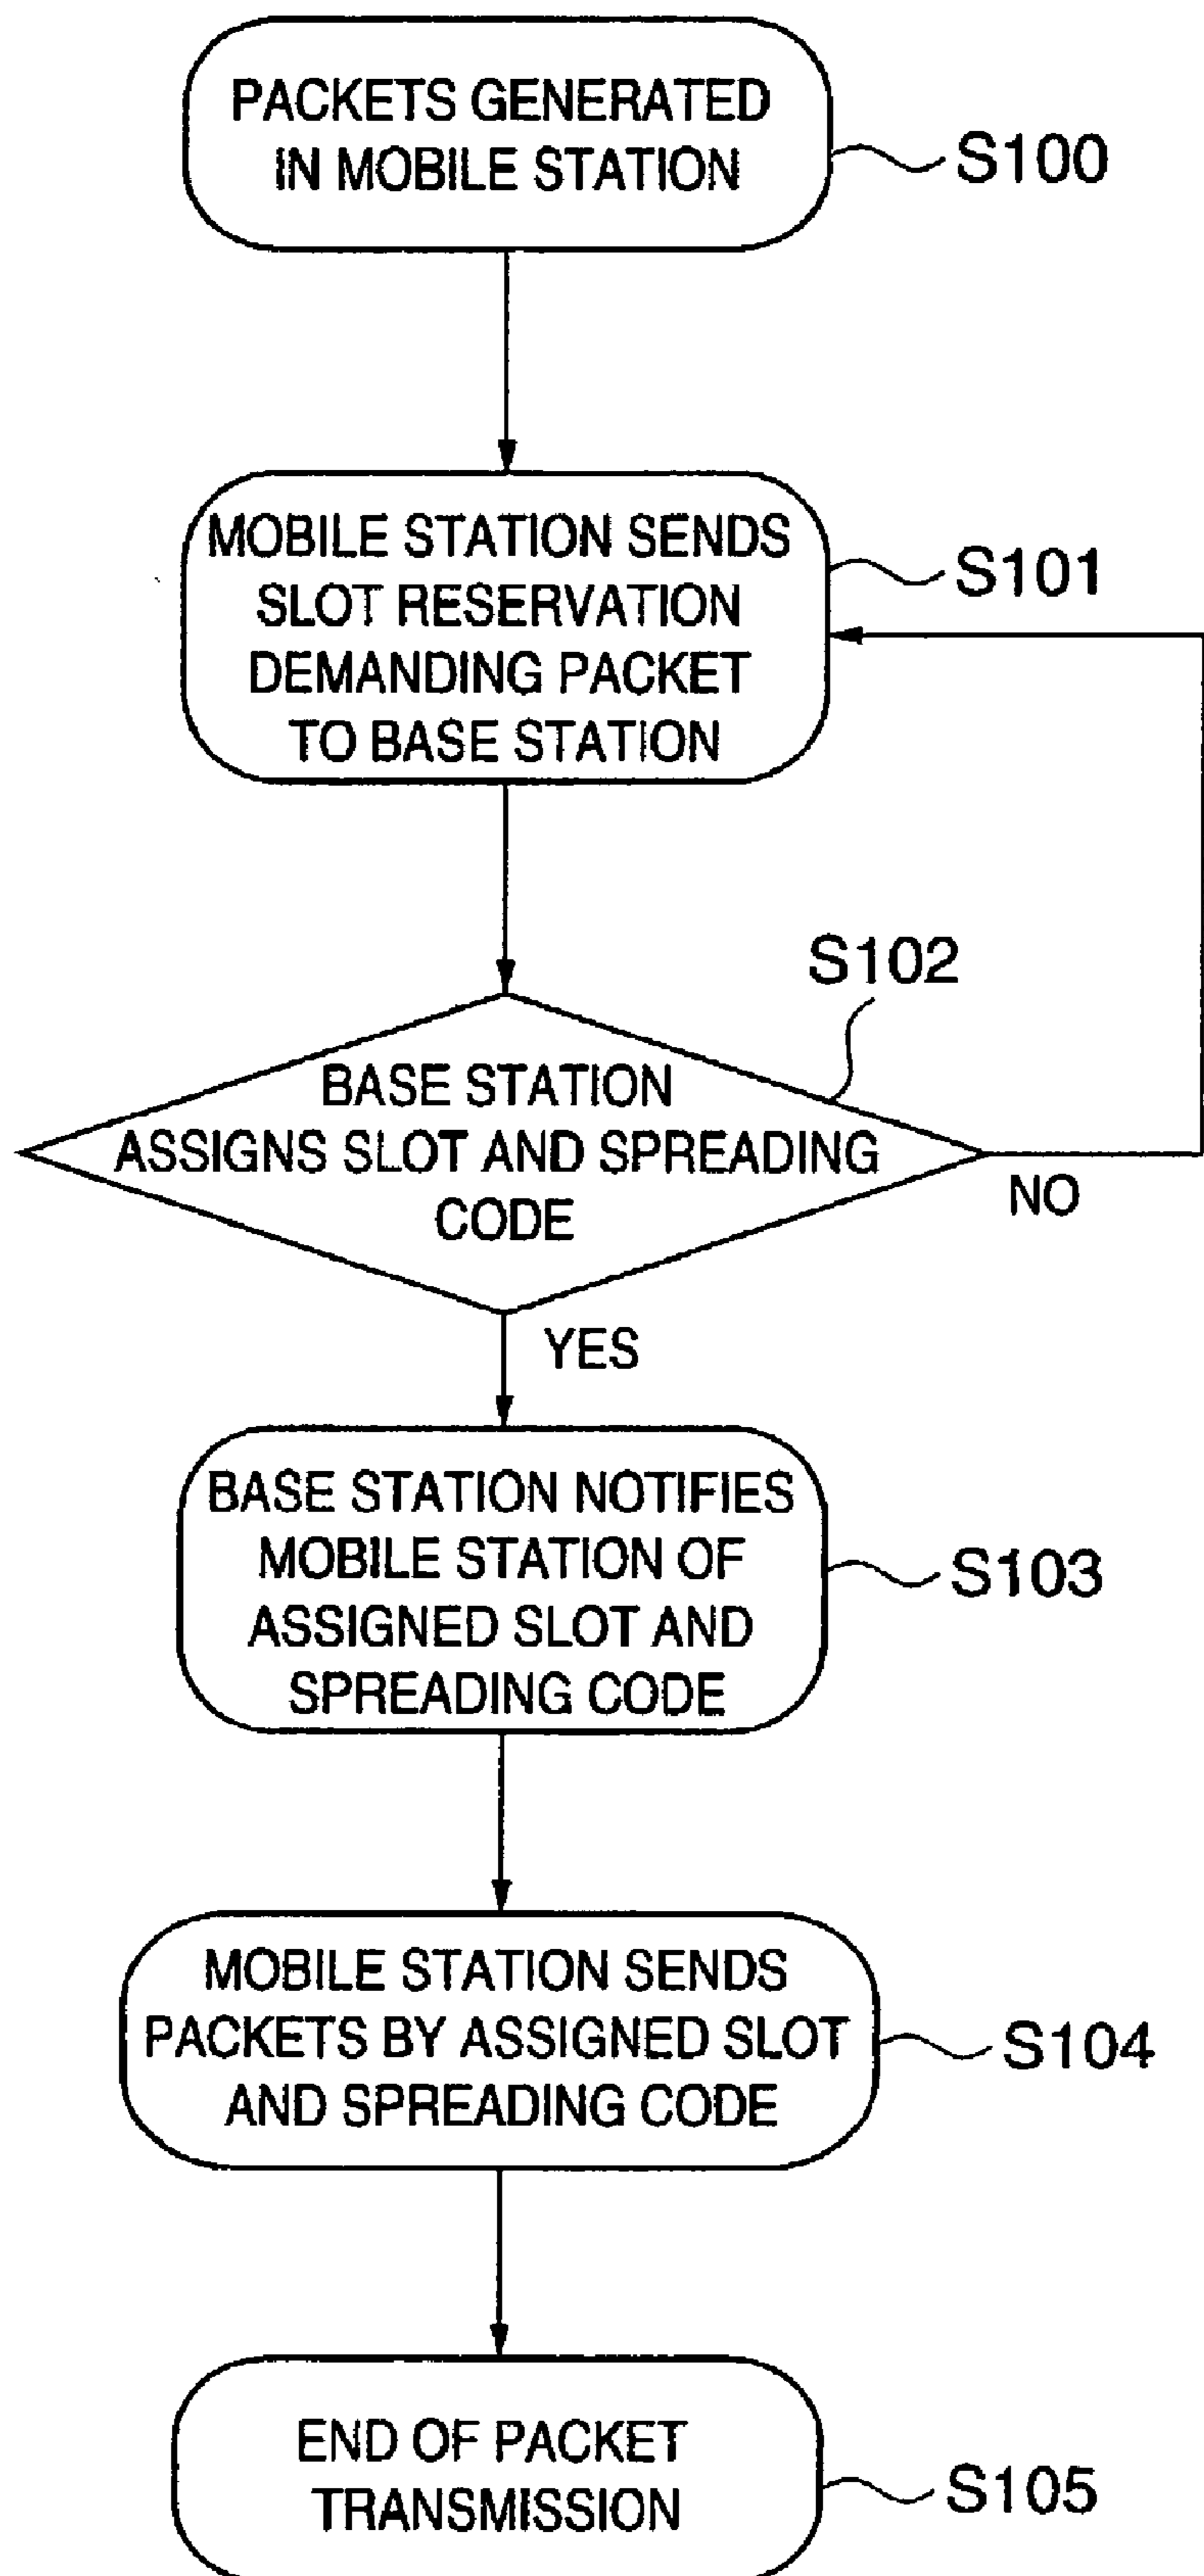 PACKETS GENERATED
IN MOBILE STATION
S100
MOBILE STATION SENDS
SLOT RESERVATION
DEMANDING PACKET
TO BASE STATION
S101
S102
BASE STATION
ASSIGNS SLOT AND SPREADING
CODE
NO
YES
BASE STATION NOTIFIES
MOBILE STATION OF
ASSIGNED SLOT AND
SPREADING CODE
S103
MOBILE STATION SENDS
PACKETS BY ASSIGNED SLOT
AND SPREADING CODE
S104
END OF PACKET
TRANSMISSION
S105